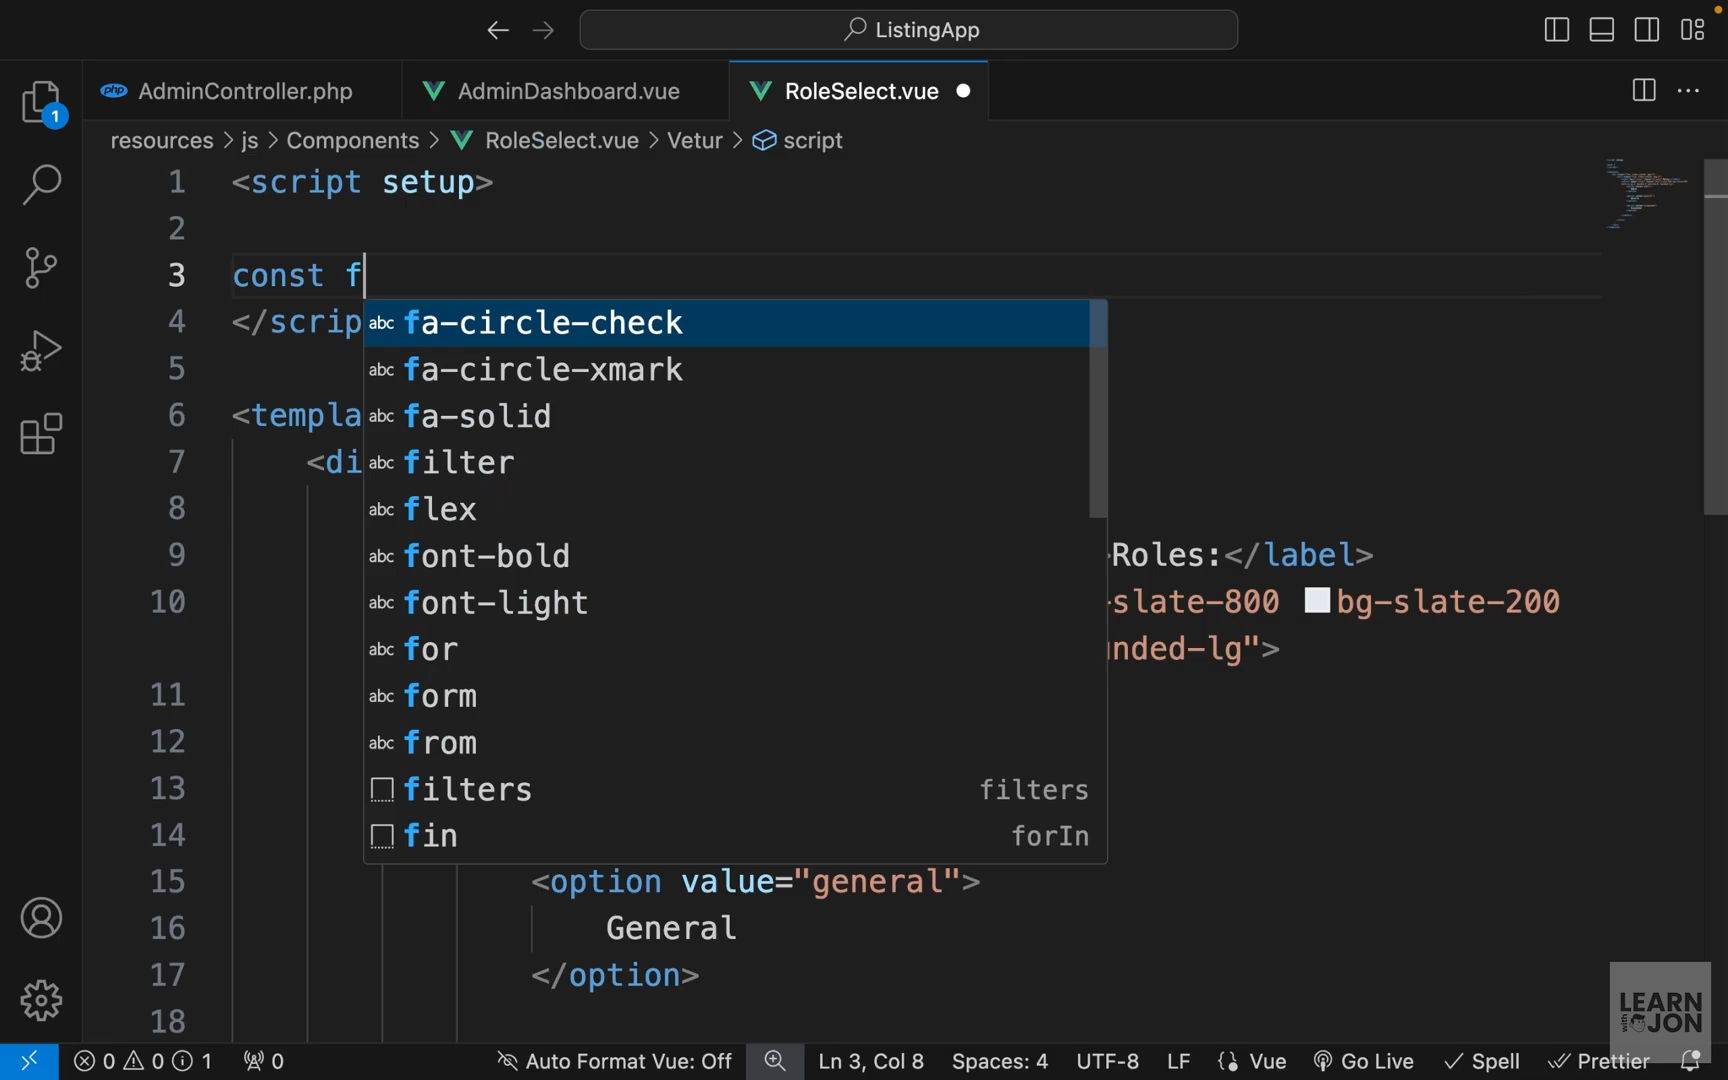 ListingApp
php AdminController.php
AdminDashboard.vue
RoleSelect.vue
1
resources > js > Components > RoleSelect.vue > Vetur > script
1 <script setup>
2
3 const f
4 </scrip
5
6 <templa
7 <di
8
9 Roles:</label>
10 slate-800 bg-slate-200
nded-lg">
11
12
13
14
15 <option value="general">
16 General
17 </option>
18
abc fa-circle-check
abc fa-circle-xmark
abc fa-solid
abc filter
abc flex
abc font-bold
abc font-light
abc for
abc form
abc from
filters filters
fin forIn
LEARN
with JON
0 0 1 0 Auto Format Vue: Off Ln 3, Col 8 Spaces: 4 UTF-8 LF Vue Go Live Spell Prettier